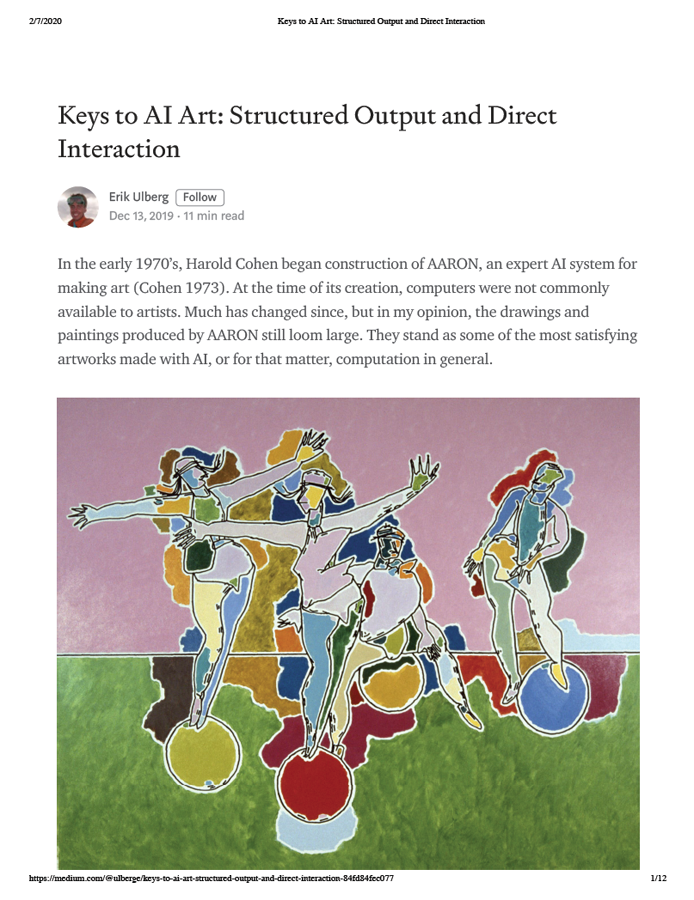 2/7/2020 Keys to AI Art: Structured Output and Direct Interaction
Keys to AI Art: Structured Output and Direct
Interaction
Erik Ulberg Follow
Dec 13, 2019 · 11 min read
In the early 1970’s, Harold Cohen began construction of AARON, an expert AI system for
making art (Cohen 1973). At the time of its creation, computers were not commonly
available to artists. Much has changed since, but in my opinion, the drawings and
paintings produced by AARON still loom large. They stand as some of the most satisfying
artworks made with AI, or for that matter, computation in general.
https://medium.com/@ulberge/keys-to-ai-art-structured-output-and-direct-interaction-84fd84fec077 1/12